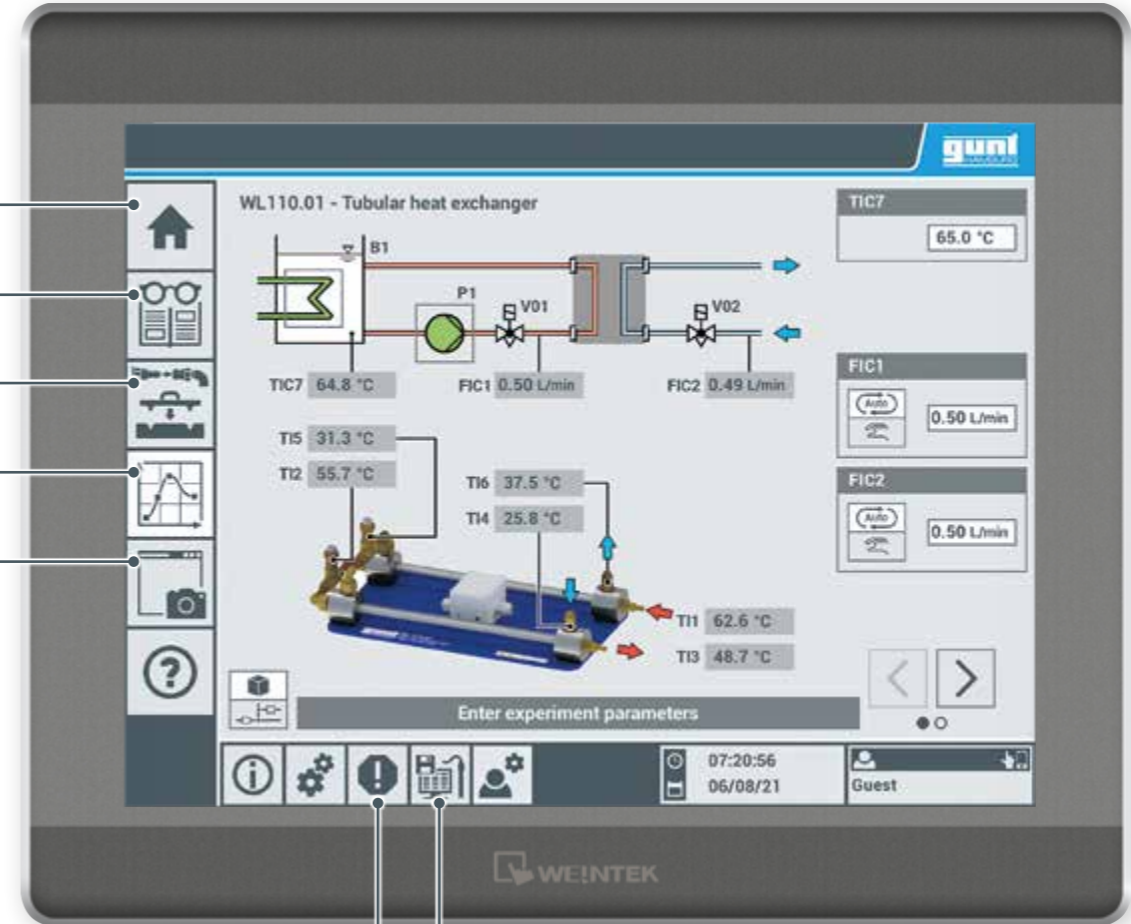 gunt
HAMBURG
WL110.01 - Tubular heat exchanger
TIC7
65.0 °C
B1
P1
V01
V02
TIC7 64.8 °C
FIC1 0.50 L/min
FIC2 0.49 L/min
FIC1
Auto
0.50 L/min
TI5 31.3 °C
TI2 55.7 °C
TI6 37.5 °C
TI4 25.8 °C
FIC2
Auto
0.50 L/min
TI1 62.6 °C
TI3 48.7 °C
Enter experiment parameters
07:20:56
06/08/21
Guest
WEINTEK